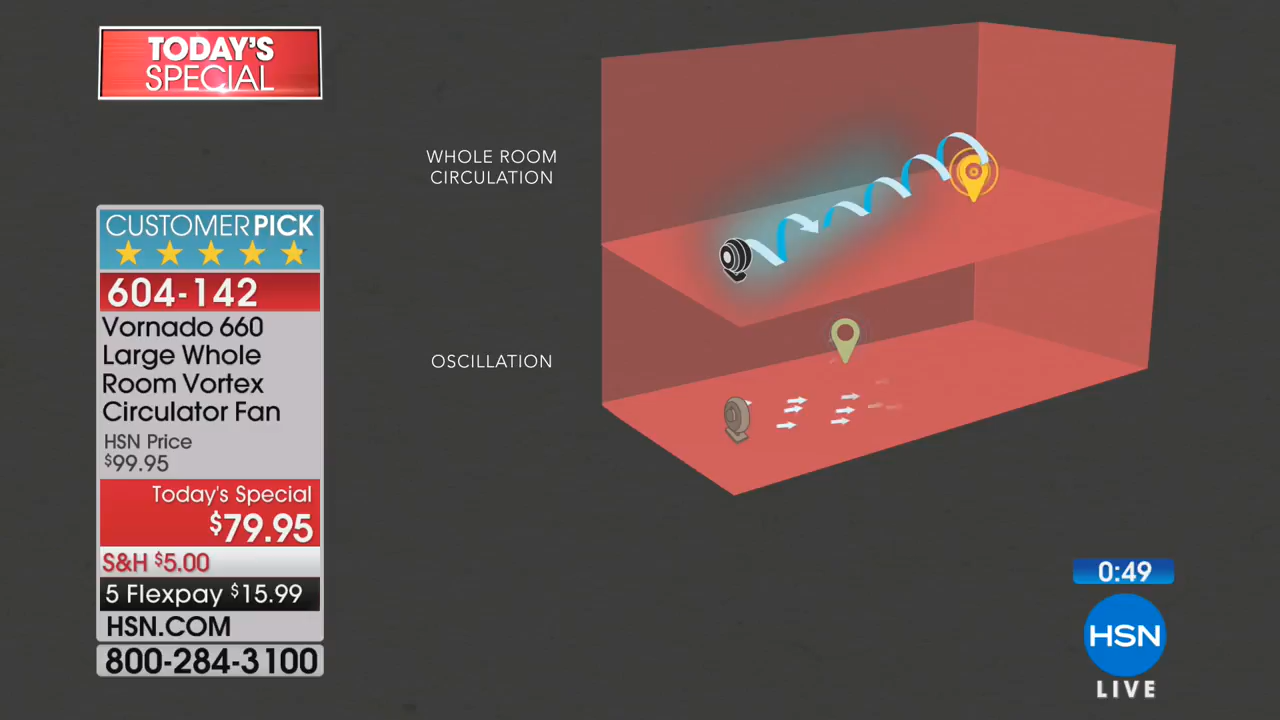 TODAY'S
SPECIAL
WHOLE ROOM
CIRCULATION
OSCILLATION
CUSTOMER PICK
604-142
Vornado 660
Large Whole
Room Vortex
Circulator Fan
HSN Price
$99.95
Today's Special
$79.95
S&H $5.00
5 Flexpay $15.99
HSN.COM
800-284-3100
0:49
HSN
LIVE